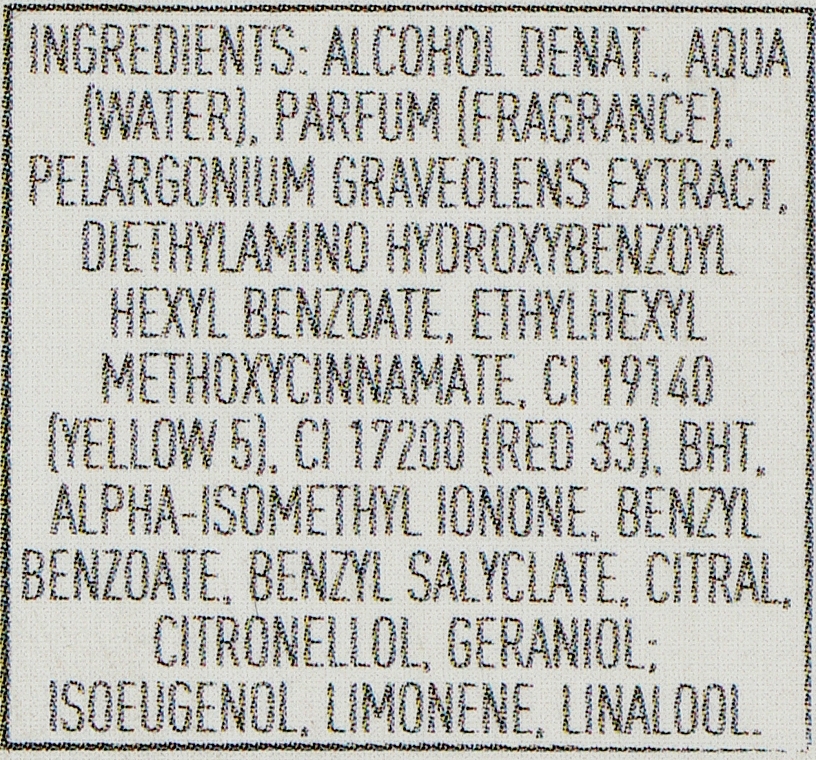 INGREDIENTS: ALCOHOL DENAT., AQUA
(WATER), PARFUM (FRAGRANCE),
PELARGONIUM GRAVEOLENS EXTRACT,
DIETHYLAMINO HYDROXYBENZOYL
HEXYL BENZOATE, ETHYLHEXYL
METHOXYCINNAMATE, CI 19140
(YELLOW 5), CI 17200 (RED 33), BHT,
ALPHA-ISOMETHYL IONONE, BENZYL
BENZOATE, BENZYL SALYCLATE, CITRAL,
CITRONELLOL, GERANIOL;
ISOEUGENOL, LIMONENE, LINALOOL.